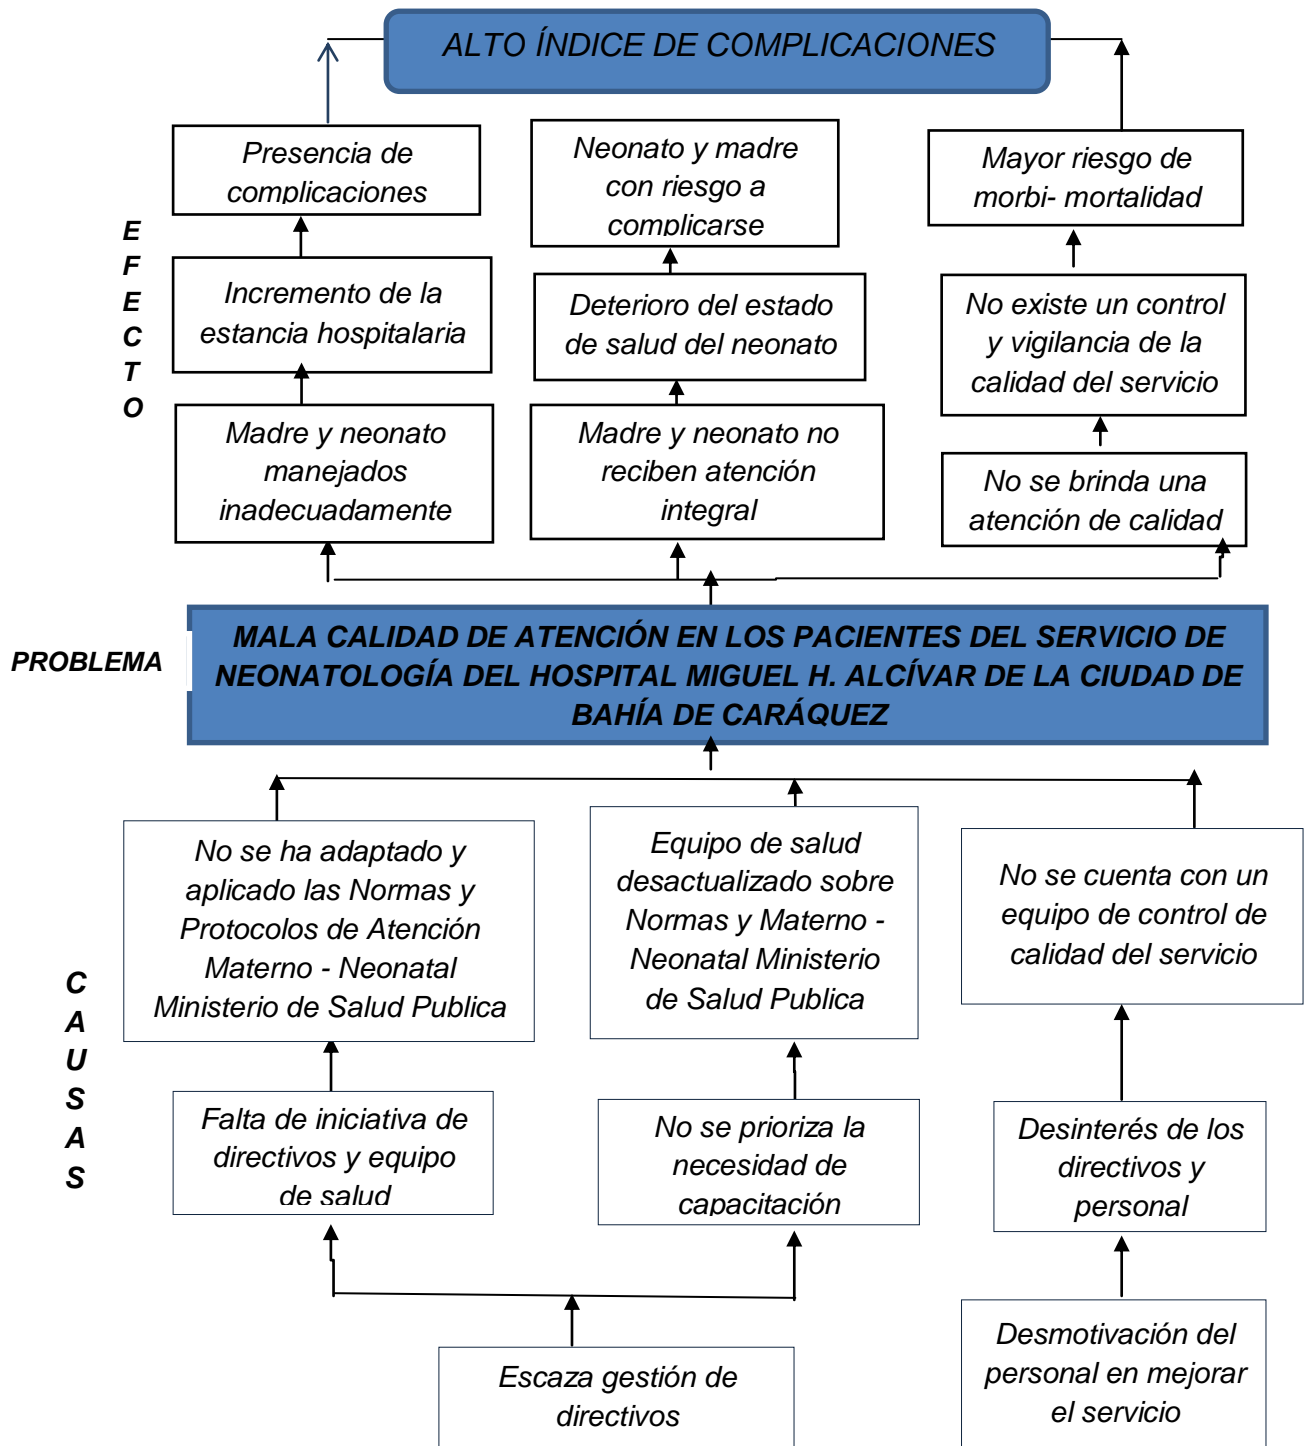 ALTO ÍNDICE DE COMPLICACIONES
Presencia de
complicaciones
Neonato y madre
con riesgo a
complicarse
Mayor riesgo de
morbi- mortalidad
E
F
E
C
T
O
Incremento de la
estancia hospitalaria
Deterioro del estado
de salud del neonato
No existe un control
y vigilancia de la
calidad del servicio
Madre y neonato
manejados
inadecuadamente
Madre y neonato no
reciben atención
integral
No se brinda una
atención de calidad
PROBLEMA
MALA CALIDAD DE ATENCIÓN EN LOS PACIENTES DEL SERVICIO DE
NEONATOLOGÍA DEL HOSPITAL MIGUEL H. ALCÍVAR DE LA CIUDAD DE
BAHÍA DE CARÁQUEZ
No se ha adaptado y
aplicado las Normas y
Protocolos de Atención
Materno - Neonatal
Ministerio de Salud Publica
Equipo de salud
desactualizado sobre
Normas y Materno -
Neonatal Ministerio
de Salud Publica
No se cuenta con un
equipo de control de
calidad del servicio
C
A
U
S
A
S
Falta de iniciativa de
directivos y equipo
de salud
No se prioriza la
necesidad de
capacitación
Desinterés de los
directivos y
personal
Escaza gestión de
directivos
Desmotivación del
personal en mejorar
el servicio